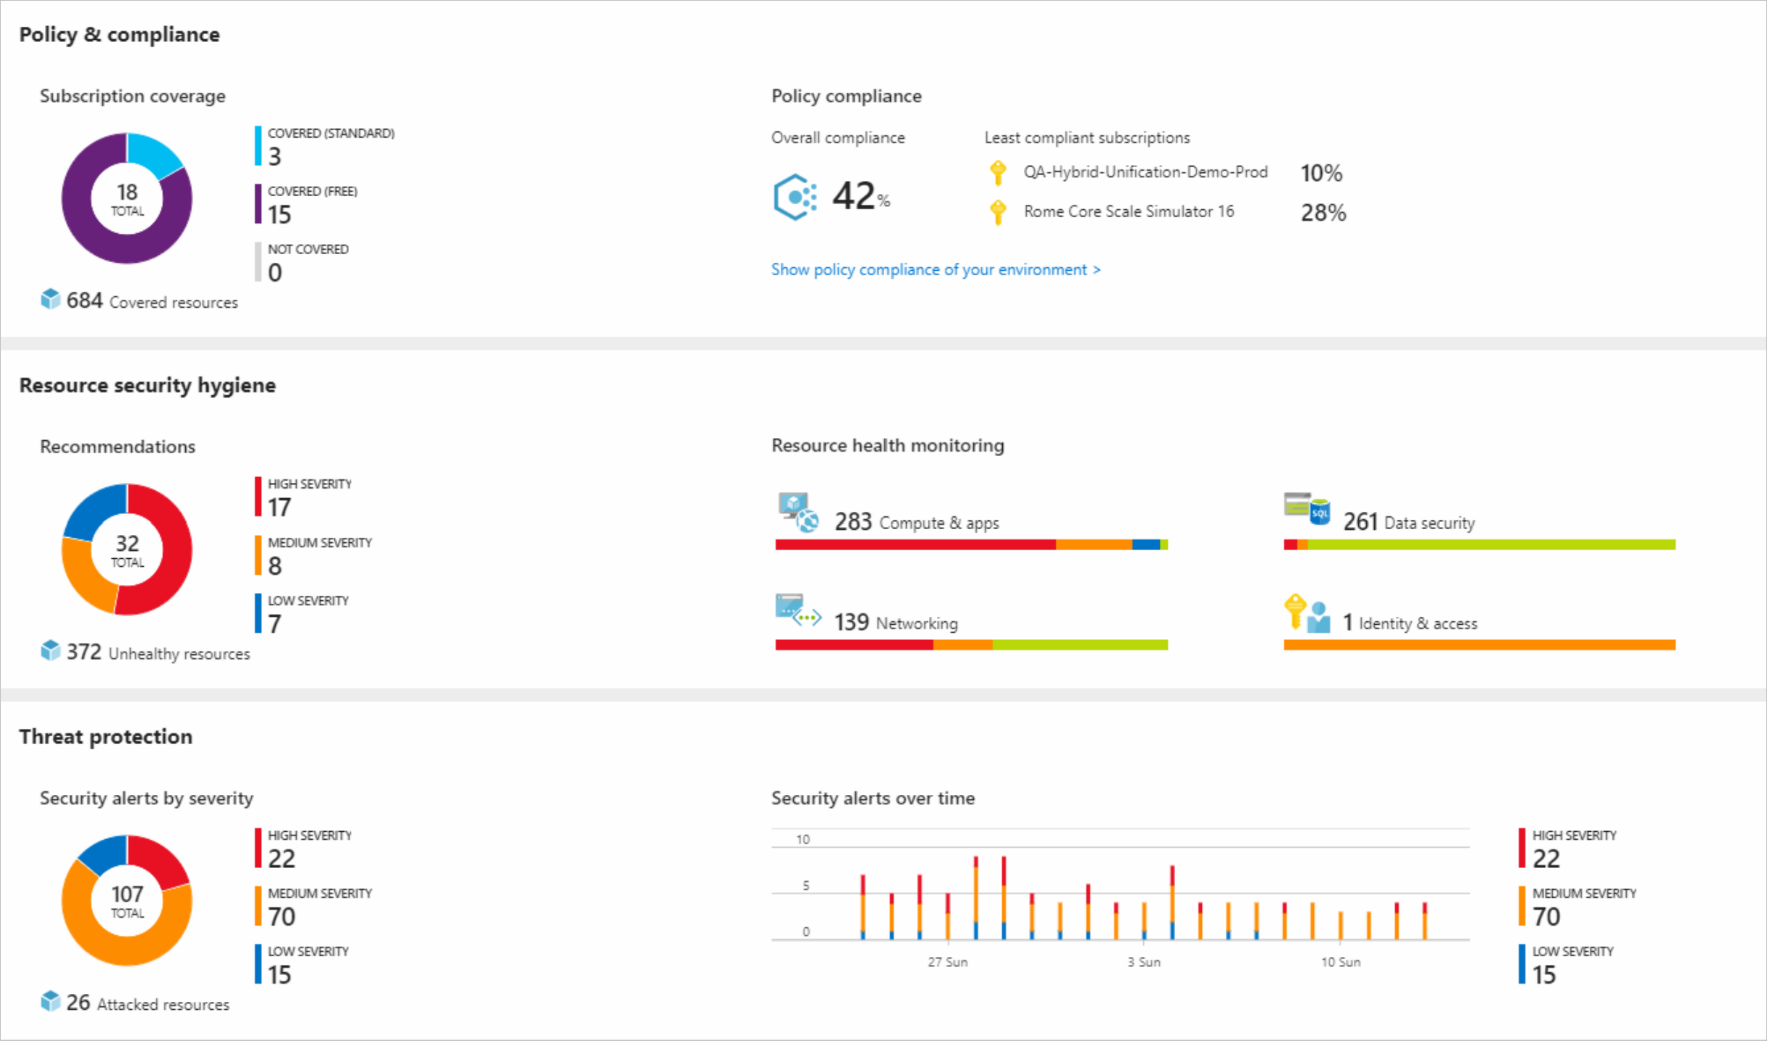 Policy & compliance
Subscription coverage
18
TOTAL
COVERED (STANDARD)
3
COVERED (FREE)
15
NOT COVERED
0
684 Covered resources
Policy compliance
Overall compliance
42%
Least compliant subscriptions
QA-Hybrid-Unification-Demo-Prod 10%
Rome Core Scale Simulator 16 28%
Show policy compliance of your environment >
Resource security hygiene
Recommendations
32
TOTAL
HIGH SEVERITY
17
MEDIUM SEVERITY
8
LOW SEVERITY
7
372 Unhealthy resources
Resource health monitoring
283 Compute & apps
SQL
261 Data security
139 Networking
1 Identity & access
Threat protection
Security alerts by severity
107
TOTAL
HIGH SEVERITY
22
MEDIUM SEVERITY
70
LOW SEVERITY
15
26 Attacked resources
Security alerts over time
10
5
0
27 Sun 3 Sun 10 Sun
HIGH SEVERITY
22
MEDIUM SEVERITY
70
LOW SEVERITY
15